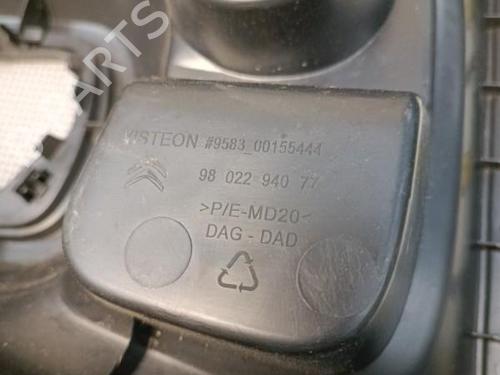 VISTEON #9583_00155444
98 022 940 77
>P/E-MD20<
DAG - DAD